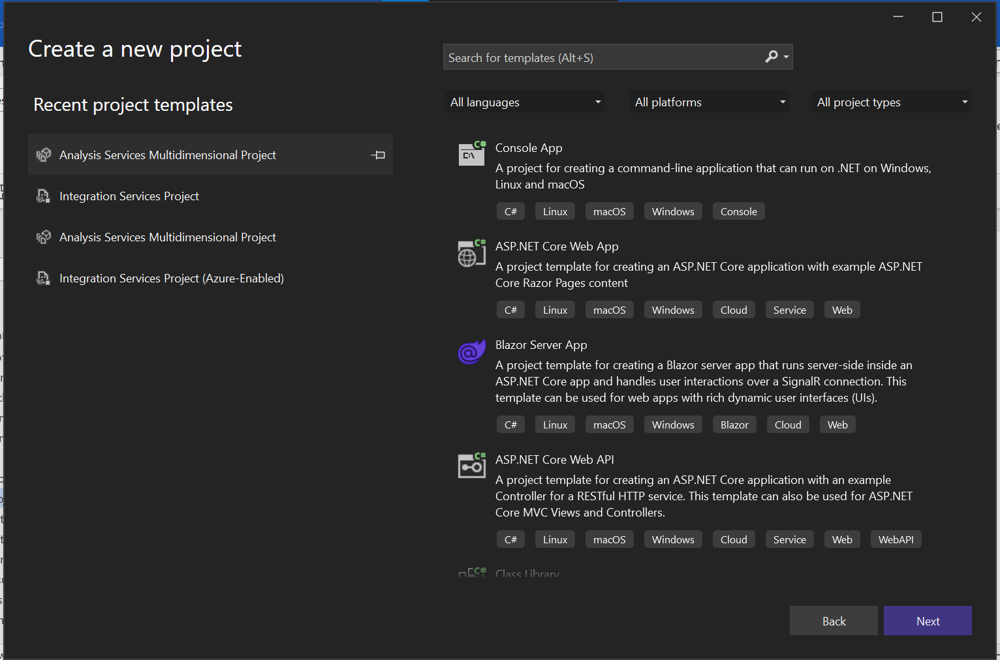 Create a new project
Search for templates (Alt+S)
Recent project templates
All languages
All platforms
All project types
Analysis Services Multidimensional Project
Integration Services Project
Analysis Services Multidimensional Project
Integration Services Project (Azure-Enabled)
C#
C:\
Console App
A project for creating a command-line application that can run on .NET on Windows,
Linux and macOS
C# Linux macOS Windows Console
C#
ASP.NET Core Web App
A project template for creating an ASP.NET Core application with example ASP.NET
Core Razor Pages content
C# Linux macOS Windows Cloud Service Web
Blazor Server App
A project template for creating a Blazor server app that runs server-side inside an
ASP.NET Core app and handles user interactions over a SignalR connection. This
template can be used for web apps with rich dynamic user interfaces (UIs).
C# Linux macOS Windows Blazor Cloud Web
C#
ASP.NET Core Web API
A project template for creating an ASP.NET Core application with an example
Controller for a RESTful HTTP service. This template can also be used for ASP.NET
Core MVC Views and Controllers.
C# Linux macOS Windows Cloud Service Web WebAPI
C#
Class Library
Back
Next